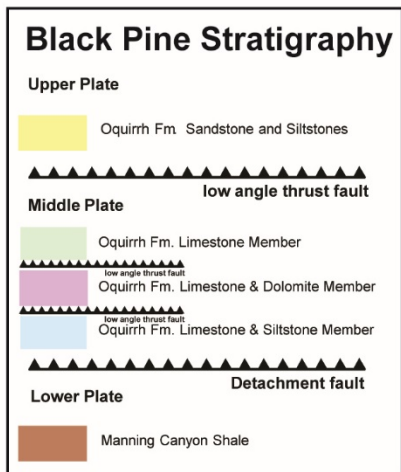 Black Pine Stratigraphy
Upper Plate
Oquirrh Fm. Sandstone and Siltstones
low angle thrust fault
Middle Plate
Oquirrh Fm. Limestone Member
low angle thrust fault
Oquirrh Fm. Limestone & Dolomite Member
low angle thrust fault
Oquirrh Fm. Limestone & Siltstone Member
Detachment fault
Lower Plate
Manning Canyon Shale